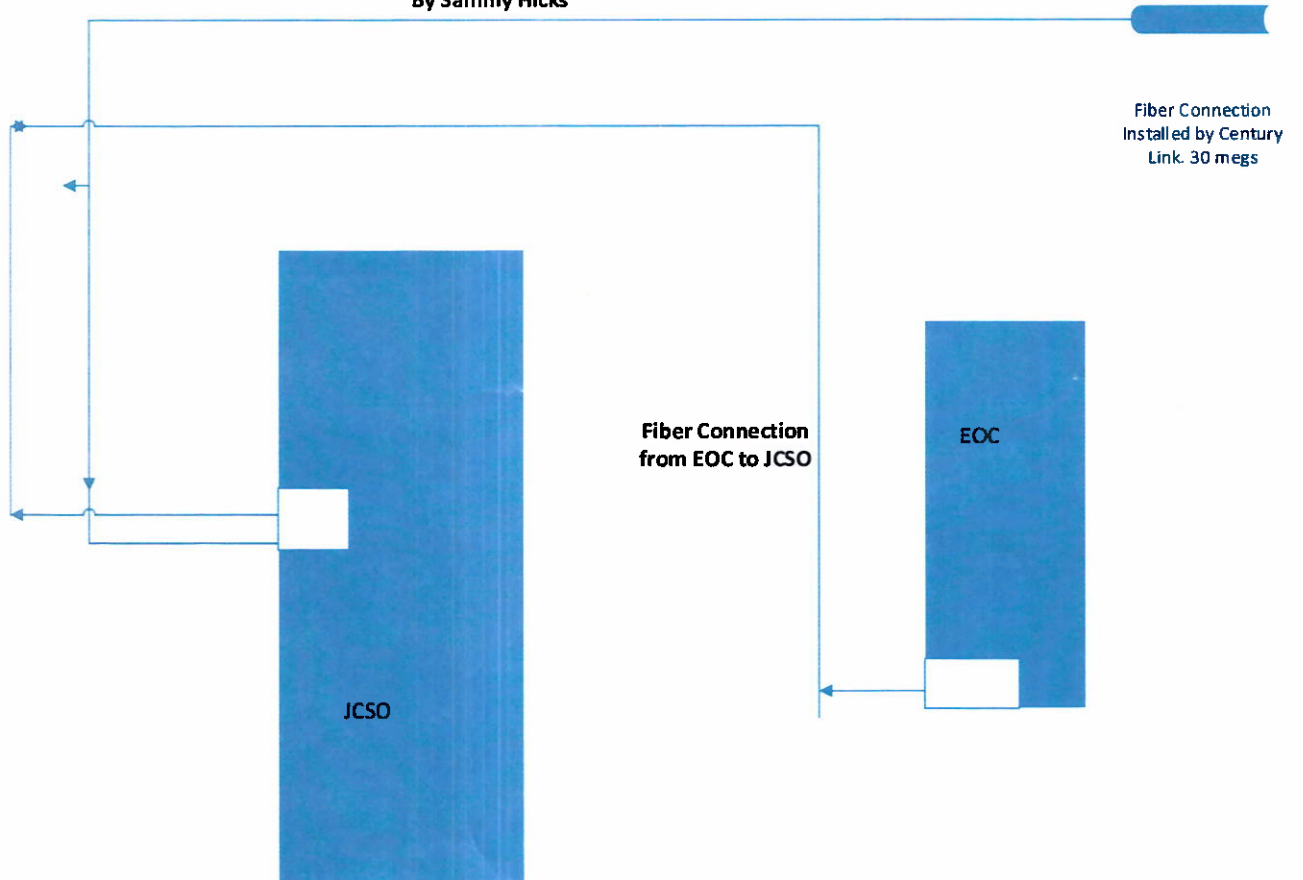 By Sammy Hicks
Fiber Connection
Installed by Century
Link. 30 megs
Fiber Connection
from EOC to JCSO
EOC
JCSO